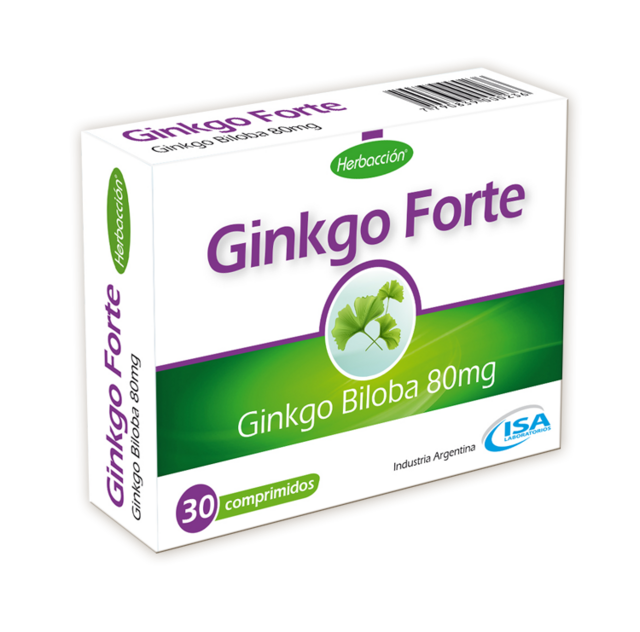 Ginkgo Forte
Ginkgo Biloba 80mg
Herbacción®
Ginkgo Forte
Ginkgo Biloba 80mg
30 comprimidos
Industria Argentina
ISA
LABORATORIOS
Herbacción®
Ginkgo Forte
Ginkgo Biloba 80mg